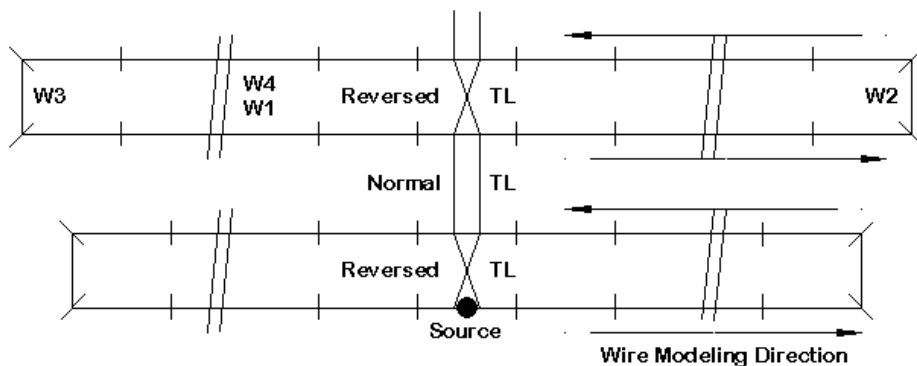 W3
W4
W1
Reversed TL
W2
Normal TL
Reversed TL
Source
Wire Modeling Direction